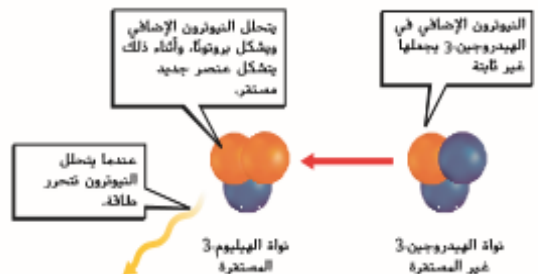 النيوترون الإضافي في
الهيدروجين-3 يجعلها
غير ثابتة
يتحلل النيوترون الإضافي
ويشكل بروتونًا، وأثناء ذلك
يتشكل عنصر جديد
مستقر.
عندما يتحلل
النيوترون تتحرر
طاقة.
نواة الهيدروجين-3
غير المستقرة
نواة الهيليوم-3
المستقرة